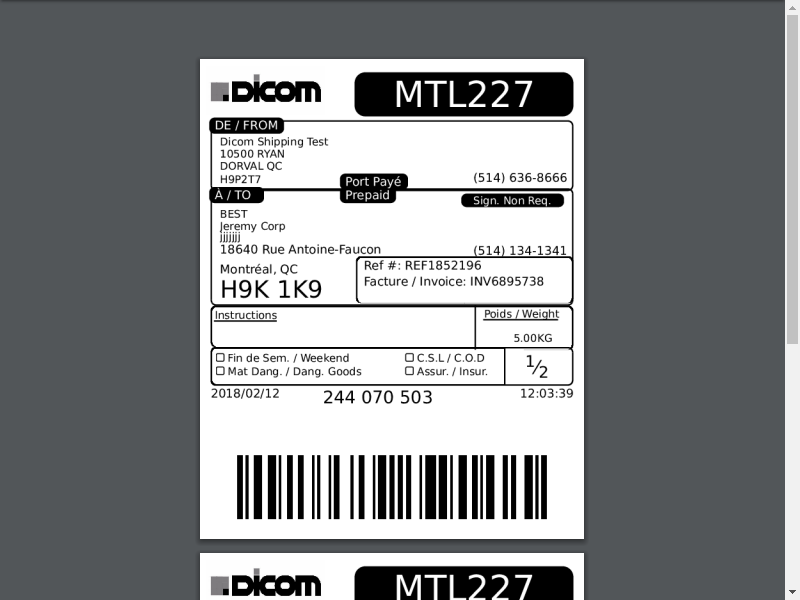 Dicom
MTL227
DE / FROM
Dicom Shipping Test
10500 RYAN
DORVAL QC
H9P2T7
(514) 636-8666
Port Payé
Prepaid
À / TO
Sign. Non Req.
BEST
Jeremy Corp
jjjjjjj
18640 Rue Antoine-Faucon
(514) 134-1341
Montréal, QC
H9K 1K9
Ref #: REF1852196
Facture / Invoice: INV6895738
Instructions
Poids / Weight
5.00KG
Fin de Sem. / Weekend
C.S.L / C.O.D
Mat Dang. / Dang. Goods
Assur. / Insur.
1/2
2018/02/12
244 070 503
12:03:39
Dicom
MTL227